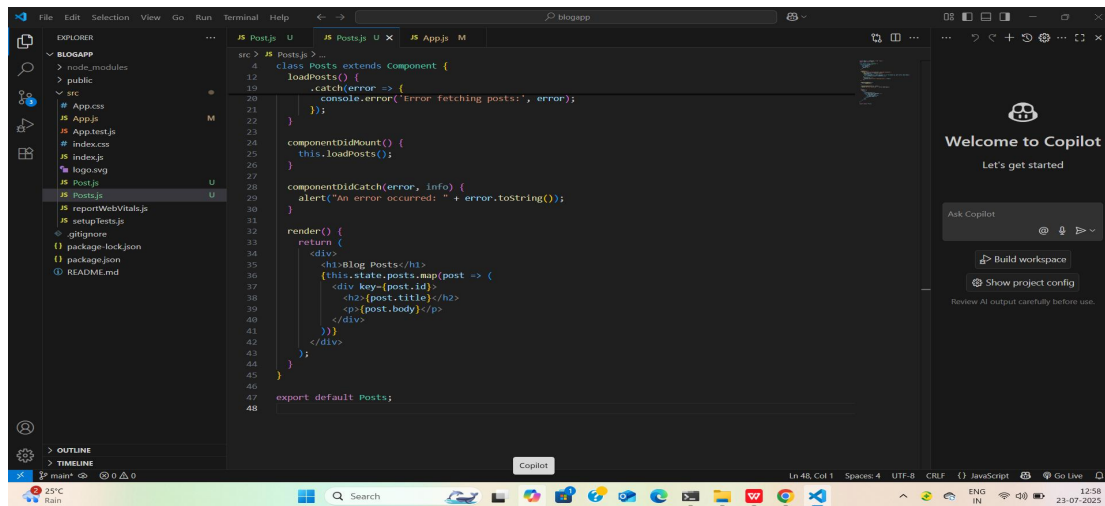 File Edit Selection View Go Run Terminal Help
blogapp
EXPLORER
BLOGAPP
node_modules
public
src
# App.css
JS App.js M
JS App.test.js
# index.css
JS index.js
logo.svg
JS Post.js U
JS Posts.js U
JS reportWebVitals.js
JS setupTests.js
.gitignore
{} package-lock.json
{} package.json
README.md
OUTLINE
TIMELINE
JS Post.js U JS Posts.js U JS App.js M
src > JS Posts.js > ...
4 class Posts extends Component {
12 loadPosts() {
19 .catch(error => {
20 console.error('Error fetching posts:', error);
21 });
22 }
23
24 componentDidMount() {
25 this.loadPosts();
26 }
27
28 componentDidCatch(error, info) {
29 alert("An error occurred: " + error.toString());
30 }
31
32 render() {
33 return (
34 <div>
35 <h1>Blog Posts</h1>
36 {this.state.posts.map(post => (
37 <div key={post.id}>
38 <h2>{post.title}</h2>
39 <p>{post.body}</p>
40 </div>
41 ))}
42 </div>
43 );
44 }
45 }
46
47 export default Posts;
48
Welcome to Copilot
Let's get started
Ask Copilot
Build workspace
Show project config
Review AI output carefully before use.
Copilot
3
main* 0 0
Ln 48, Col 1 Spaces: 4 UTF-8 CRLF {} JavaScript Go Live
2
25°C
Rain
Search
ENG
IN
12:58
23-07-2025